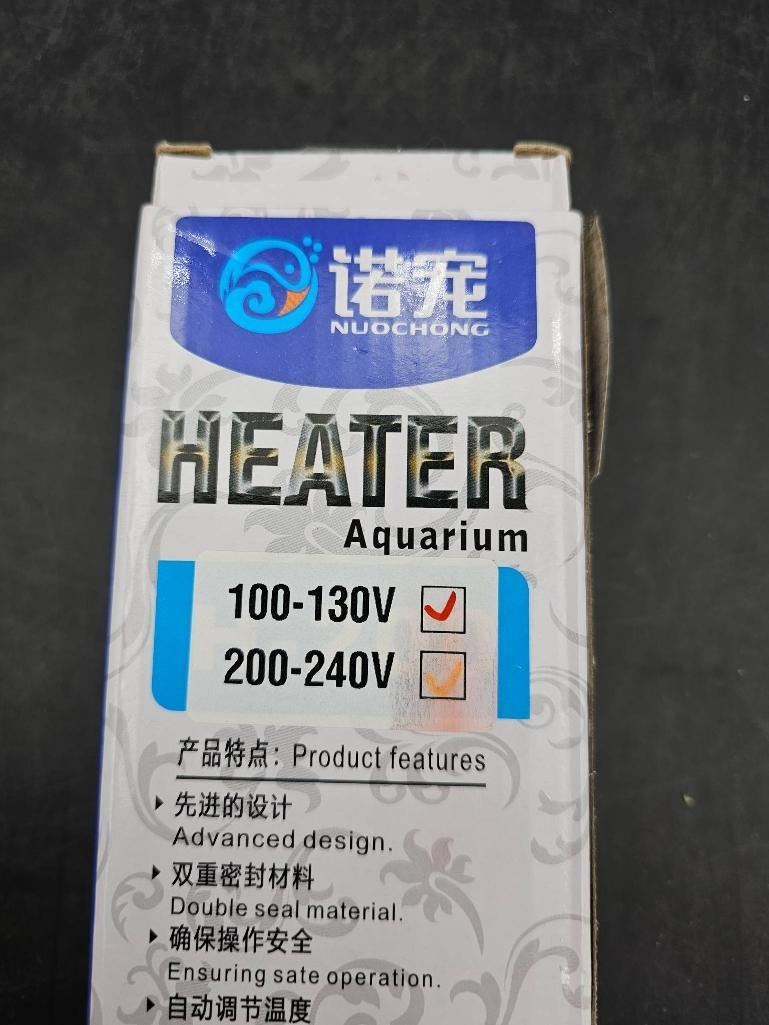 诺宠
NUOCHONG
HEATER
Aquarium
100-130V
200-240V
产品特点: Product features
先进的设计
Advanced design.
双重密封材料
Double seal material.
确保操作安全
Ensuring sate operation.
自动调节温度